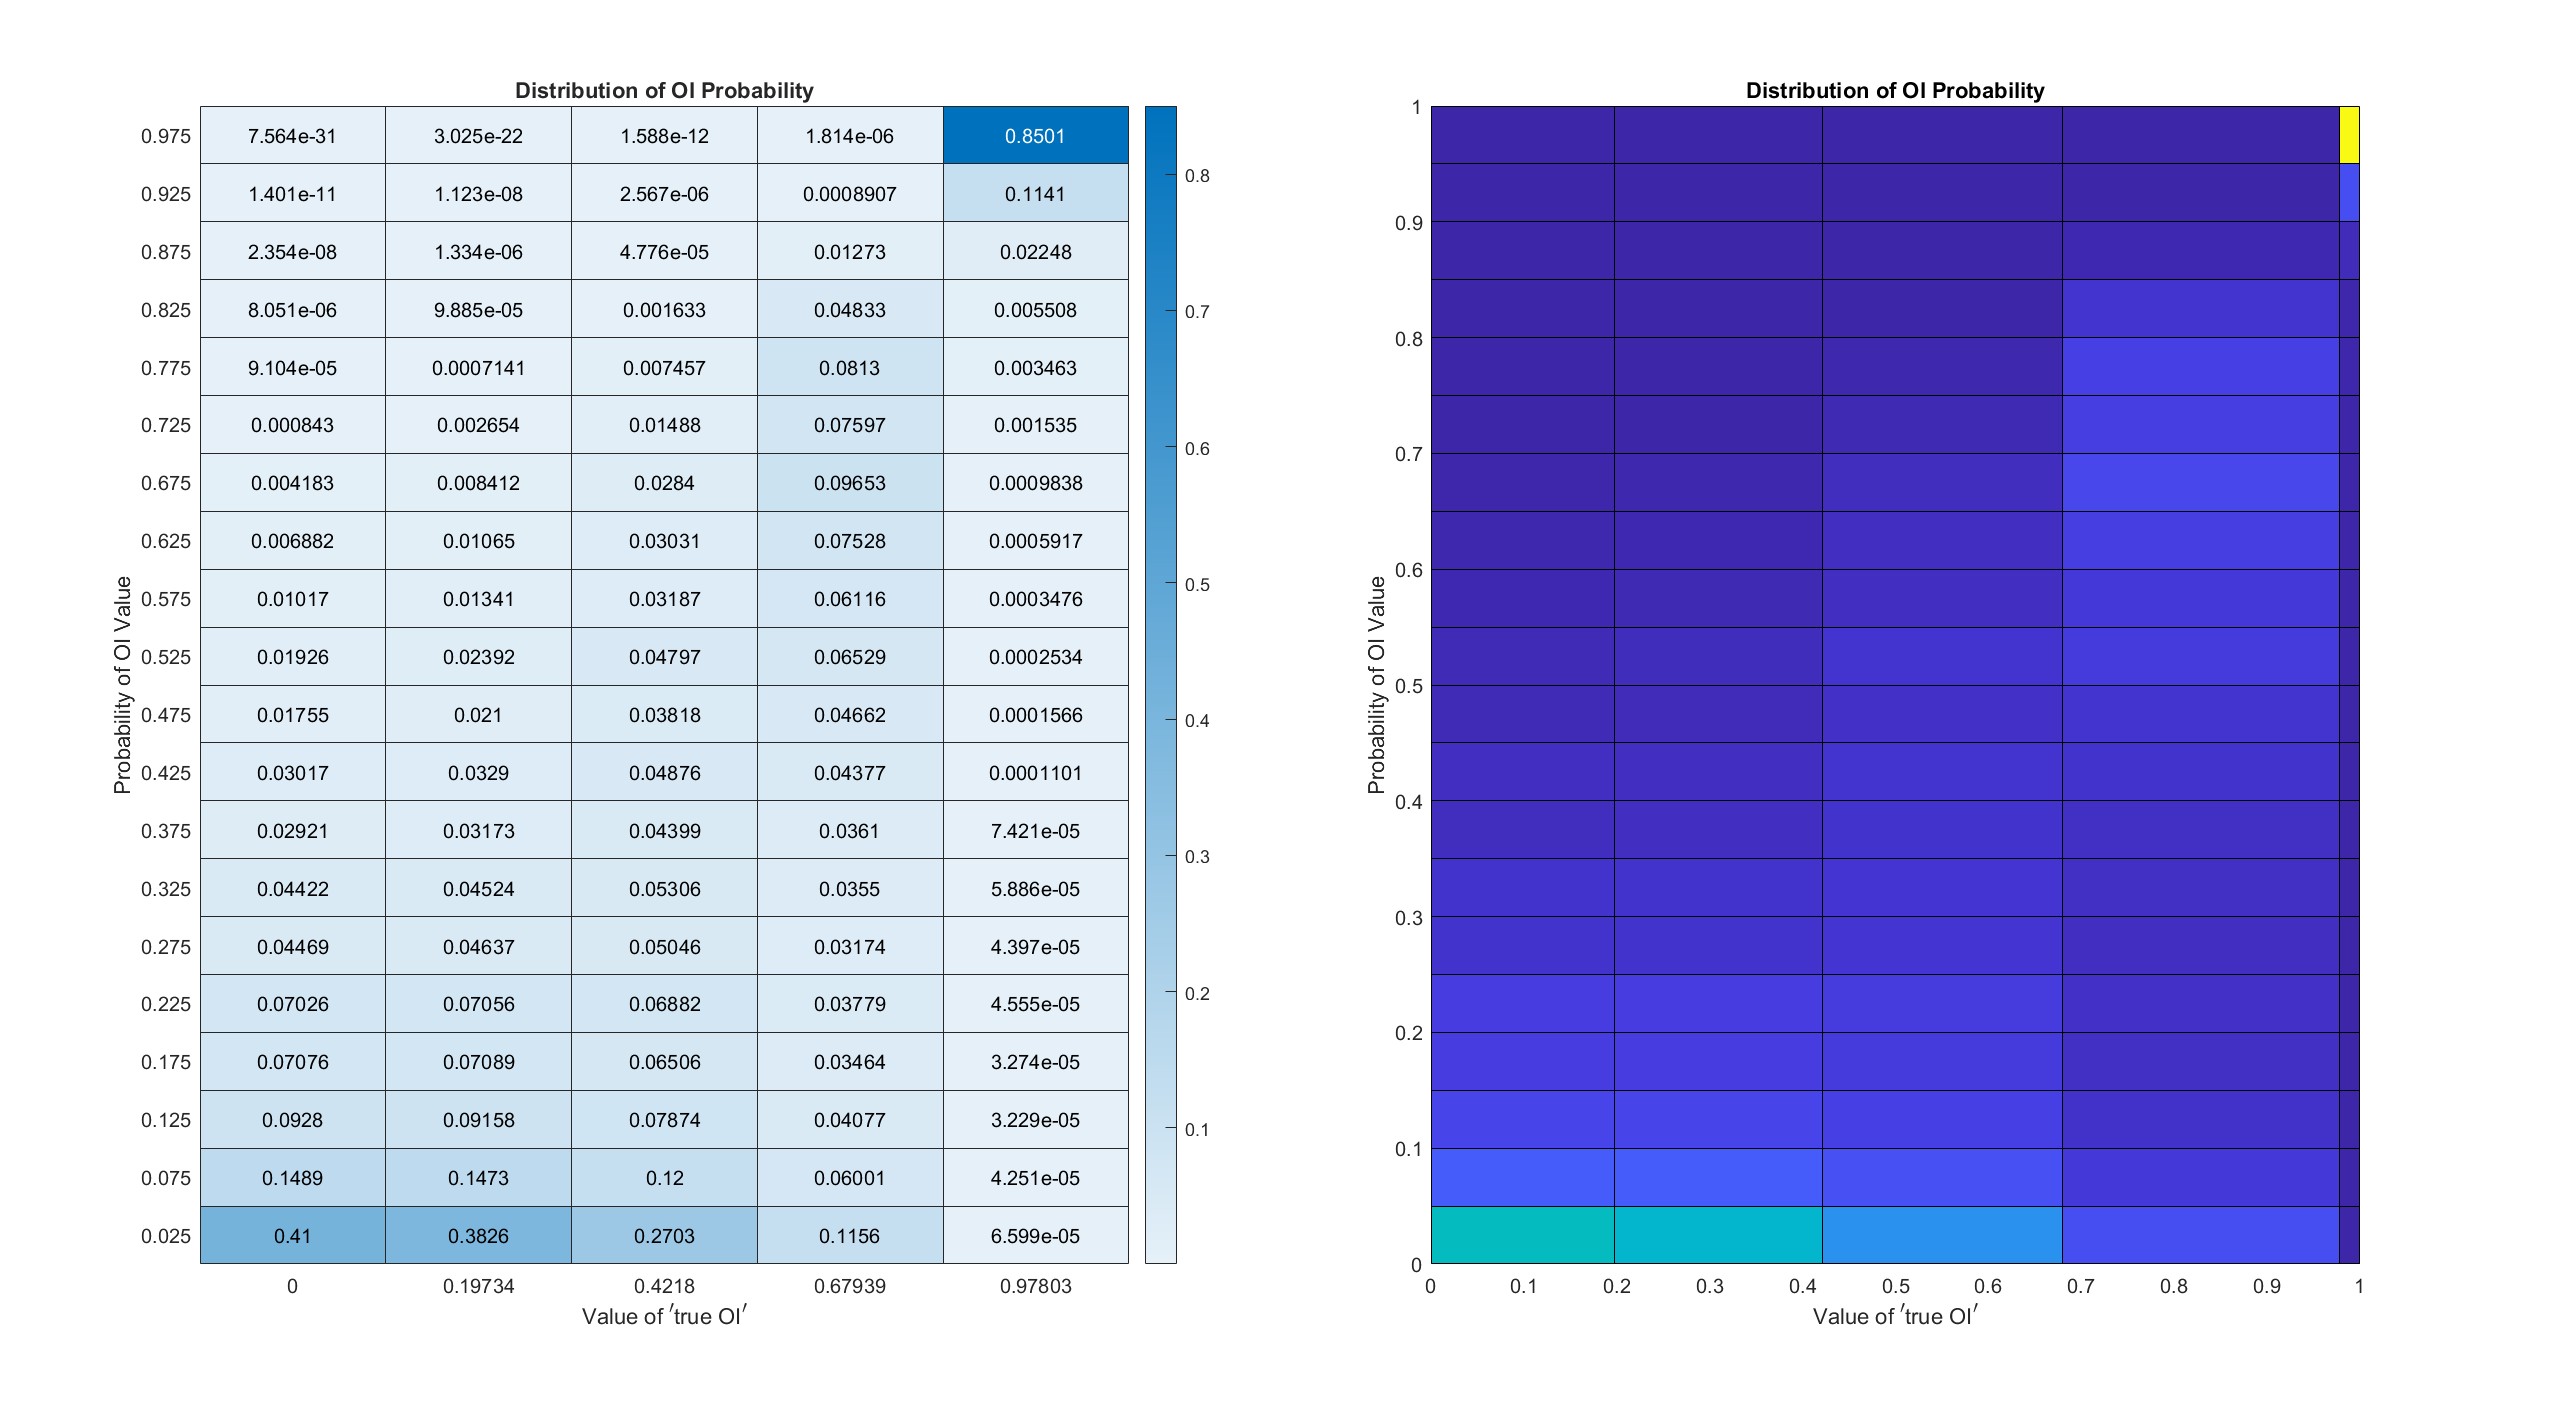 Distribution of OI Probability
0.975 7.564e-31 3.025e-22 1.588e-12 1.814e-06 0.8501
0.925 1.401e-11 1.123e-08 2.567e-06 0.0008907 0.1141
0.875 2.354e-08 1.334e-06 4.776e-05 0.01273 0.02248
0.825 8.051e-06 9.885e-05 0.001633 0.04833 0.005508
0.775 9.104e-05 0.0007141 0.007457 0.0813 0.003463
0.725 0.000843 0.002654 0.01488 0.07597 0.001535
0.675 0.004183 0.008412 0.0284 0.09653 0.0009838
0.625 0.006882 0.01065 0.03031 0.07528 0.0005917
0.575 0.01017 0.01341 0.03187 0.06116 0.0003476
0.525 0.01926 0.02392 0.04797 0.06529 0.0002534
0.475 0.01755 0.021 0.03818 0.04662 0.0001566
0.425 0.03017 0.0329 0.04876 0.04377 0.0001101
0.375 0.02921 0.03173 0.04399 0.0361 7.421e-05
0.325 0.04422 0.04524 0.05306 0.0355 5.886e-05
0.275 0.04469 0.04637 0.05046 0.03174 4.397e-05
0.225 0.07026 0.07056 0.06882 0.03779 4.555e-05
0.175 0.07076 0.07089 0.06506 0.03464 3.274e-05
0.125 0.0928 0.09158 0.07874 0.04077 3.229e-05
0.075 0.1489 0.1473 0.12 0.06001 4.251e-05
0.025 0.41 0.3826 0.2703 0.1156 6.599e-05
0 0.19734 0.4218 0.67939 0.97803
Value of 'true OI'
Probability of OI Value
0.8
0.7
0.6
0.5
0.4
0.3
0.2
0.1
Distribution of OI Probability
1
0.9
0.8
0.7
0.6
0.5
0.4
0.3
0.2
0.1
0
0 0.1 0.2 0.3 0.4 0.5 0.6 0.7 0.8 0.9 1
Value of 'true OI'
Probability of OI Value